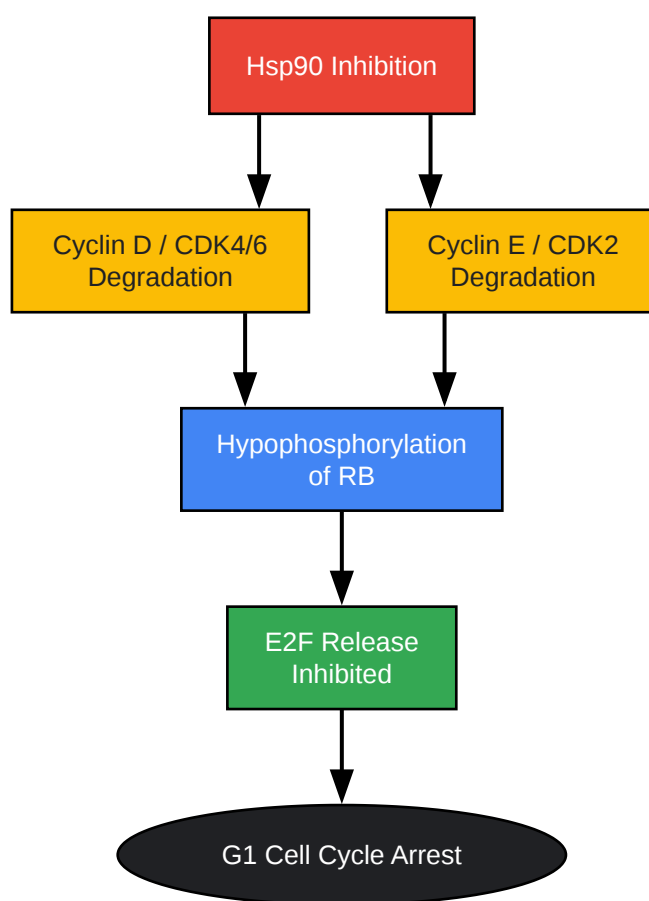 Hsp90 Inhibition
Cyclin D / CDK4/6
Degradation
Cyclin E / CDK2
Degradation
Hypophosphorylation
of RB
E2F Release
Inhibited
G1 Cell Cycle Arrest